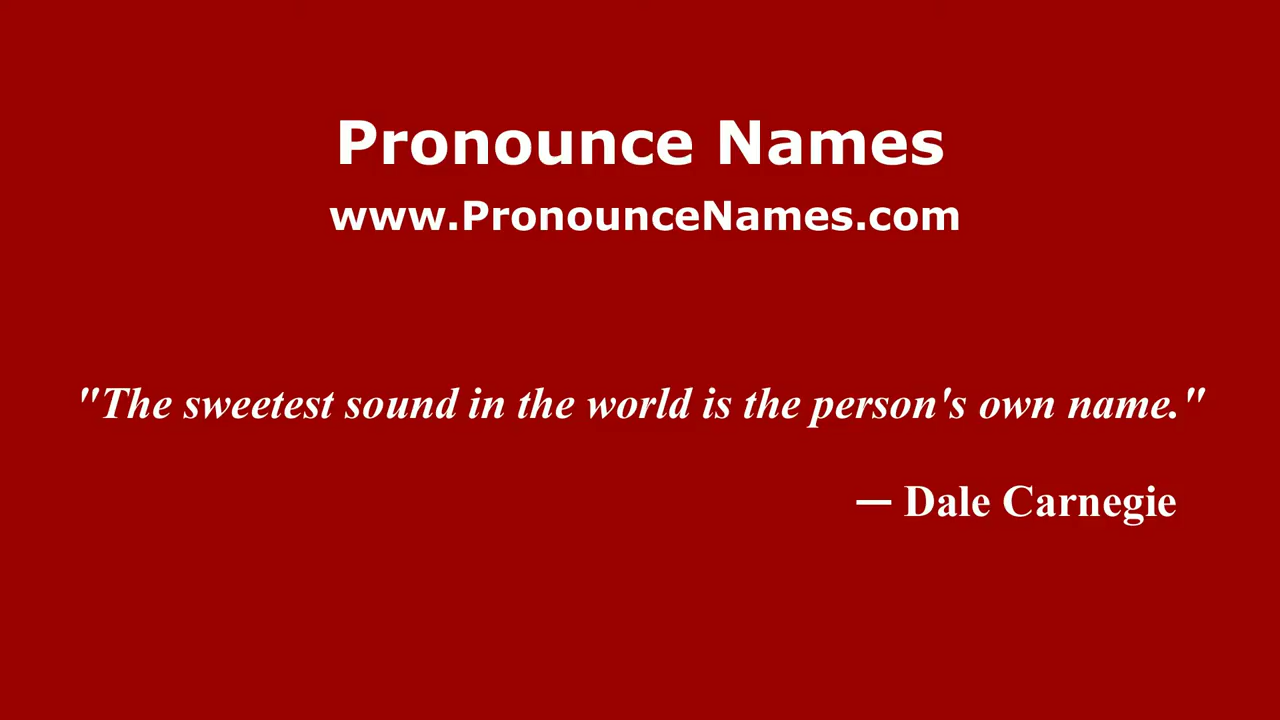 Pronounce Names
www.PronounceNames.com
"The sweetest sound in the world is the person's own name."
— Dale Carnegie